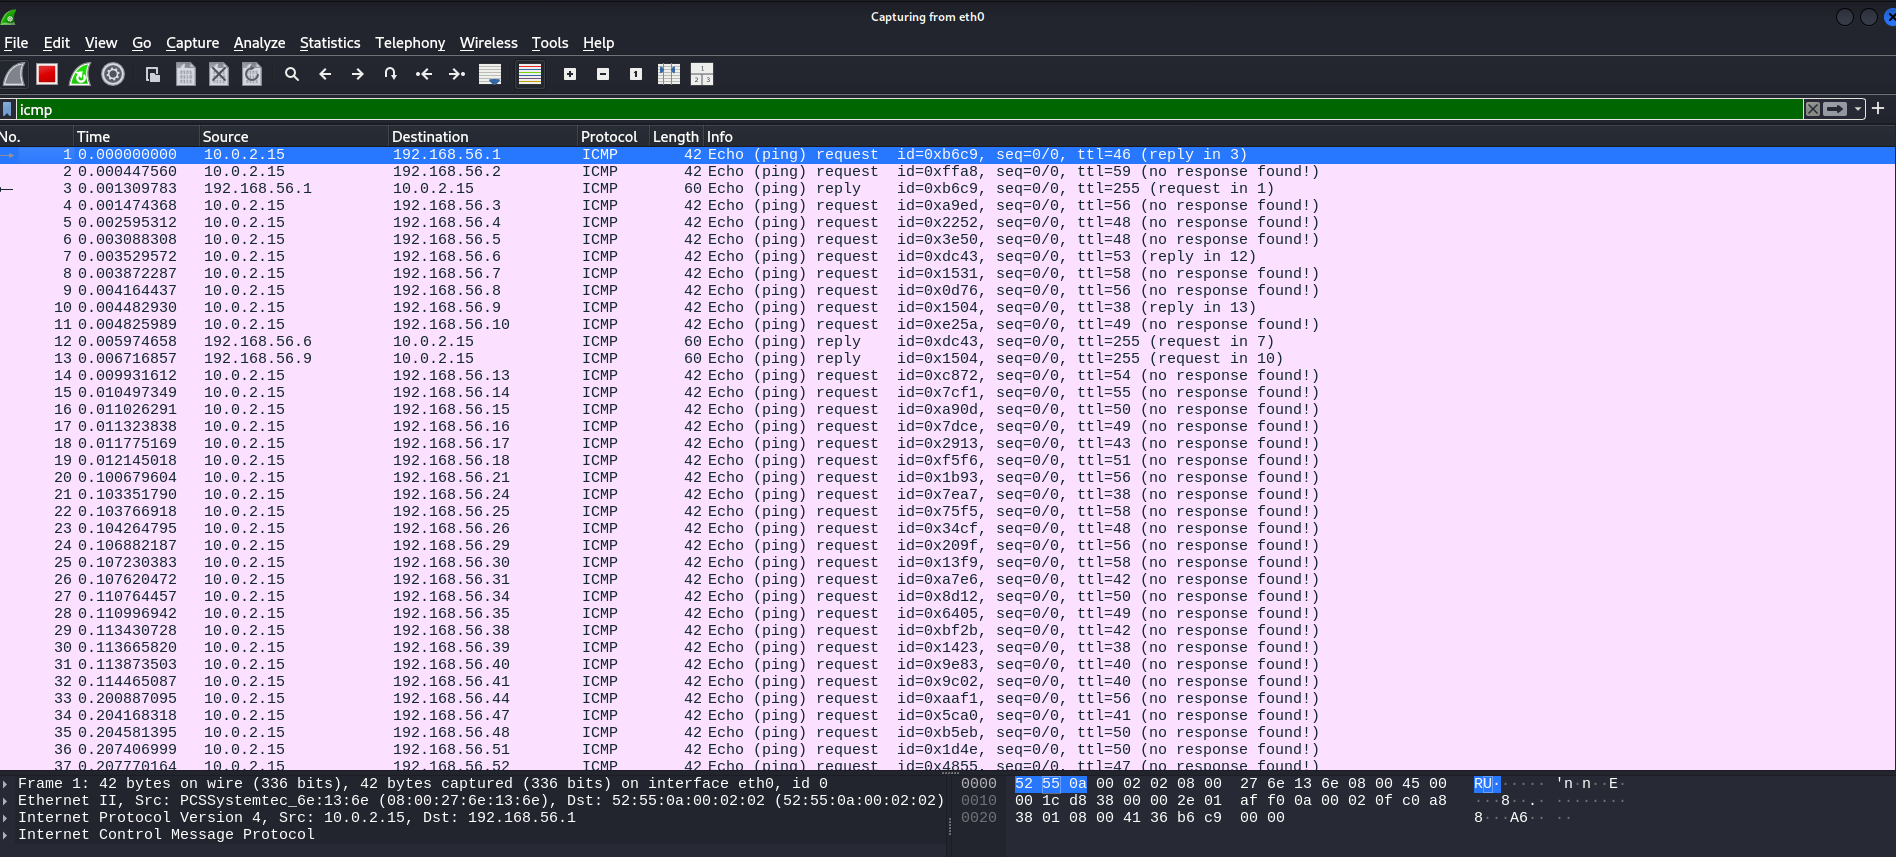 Capturing from eth0
File Edit View Go Capture Analyze Statistics Telephony Wireless Tools Help
icmp
No. Time Source Destination Protocol Length Info
1 0.000000000 10.0.2.15 192.168.56.1 ICMP 42 Echo (ping) request id=0xb6c9, seq=0/0, ttl=46 (reply in 3)
2 0.000447560 10.0.2.15 192.168.56.2 ICMP 42 Echo (ping) request id=0xffa8, seq=0/0, ttl=59 (no response found!)
3 0.001309783 192.168.56.1 10.0.2.15 ICMP 60 Echo (ping) reply id=0xb6c9, seq=0/0, ttl=255 (request in 1)
4 0.001474368 10.0.2.15 192.168.56.3 ICMP 42 Echo (ping) request id=0xa9ed, seq=0/0, ttl=56 (no response found!)
5 0.002595312 10.0.2.15 192.168.56.4 ICMP 42 Echo (ping) request id=0x2252, seq=0/0, ttl=48 (no response found!)
6 0.003088308 10.0.2.15 192.168.56.5 ICMP 42 Echo (ping) request id=0x3e50, seq=0/0, ttl=48 (no response found!)
7 0.003529572 10.0.2.15 192.168.56.6 ICMP 42 Echo (ping) request id=0xdc43, seq=0/0, ttl=53 (reply in 12)
8 0.003872287 10.0.2.15 192.168.56.7 ICMP 42 Echo (ping) request id=0x1531, seq=0/0, ttl=58 (no response found!)
9 0.004164437 10.0.2.15 192.168.56.8 ICMP 42 Echo (ping) request id=0x0d76, seq=0/0, ttl=56 (no response found!)
10 0.004482930 10.0.2.15 192.168.56.9 ICMP 42 Echo (ping) request id=0x1504, seq=0/0, ttl=38 (reply in 13)
11 0.004825989 10.0.2.15 192.168.56.10 ICMP 42 Echo (ping) request id=0xe25a, seq=0/0, ttl=49 (no response found!)
12 0.005974658 192.168.56.6 10.0.2.15 ICMP 60 Echo (ping) reply id=0xdc43, seq=0/0, ttl=255 (request in 7)
13 0.006716857 192.168.56.9 10.0.2.15 ICMP 60 Echo (ping) reply id=0x1504, seq=0/0, ttl=255 (request in 10)
14 0.009931612 10.0.2.15 192.168.56.13 ICMP 42 Echo (ping) request id=0xc872, seq=0/0, ttl=54 (no response found!)
15 0.010497349 10.0.2.15 192.168.56.14 ICMP 42 Echo (ping) request id=0x7cf1, seq=0/0, ttl=55 (no response found!)
16 0.011026291 10.0.2.15 192.168.56.15 ICMP 42 Echo (ping) request id=0xa90d, seq=0/0, ttl=50 (no response found!)
17 0.011323838 10.0.2.15 192.168.56.16 ICMP 42 Echo (ping) request id=0x7dce, seq=0/0, ttl=49 (no response found!)
18 0.011775169 10.0.2.15 192.168.56.17 ICMP 42 Echo (ping) request id=0x2913, seq=0/0, ttl=43 (no response found!)
19 0.012145018 10.0.2.15 192.168.56.18 ICMP 42 Echo (ping) request id=0xf5f6, seq=0/0, ttl=51 (no response found!)
20 0.100679604 10.0.2.15 192.168.56.21 ICMP 42 Echo (ping) request id=0x1b93, seq=0/0, ttl=56 (no response found!)
21 0.103351790 10.0.2.15 192.168.56.24 ICMP 42 Echo (ping) request id=0x7ea7, seq=0/0, ttl=38 (no response found!)
22 0.103766918 10.0.2.15 192.168.56.25 ICMP 42 Echo (ping) request id=0x75f5, seq=0/0, ttl=58 (no response found!)
23 0.104264795 10.0.2.15 192.168.56.26 ICMP 42 Echo (ping) request id=0x34cf, seq=0/0, ttl=48 (no response found!)
24 0.106882187 10.0.2.15 192.168.56.29 ICMP 42 Echo (ping) request id=0x209f, seq=0/0, ttl=56 (no response found!)
25 0.107230383 10.0.2.15 192.168.56.30 ICMP 42 Echo (ping) request id=0x13f9, seq=0/0, ttl=58 (no response found!)
26 0.107620472 10.0.2.15 192.168.56.31 ICMP 42 Echo (ping) request id=0xa7e6, seq=0/0, ttl=42 (no response found!)
27 0.110764457 10.0.2.15 192.168.56.34 ICMP 42 Echo (ping) request id=0x8d12, seq=0/0, ttl=50 (no response found!)
28 0.110996942 10.0.2.15 192.168.56.35 ICMP 42 Echo (ping) request id=0x6405, seq=0/0, ttl=49 (no response found!)
29 0.113430728 10.0.2.15 192.168.56.38 ICMP 42 Echo (ping) request id=0xbf2b, seq=0/0, ttl=42 (no response found!)
30 0.113665820 10.0.2.15 192.168.56.39 ICMP 42 Echo (ping) request id=0x1423, seq=0/0, ttl=38 (no response found!)
31 0.113873503 10.0.2.15 192.168.56.40 ICMP 42 Echo (ping) request id=0x9e83, seq=0/0, ttl=40 (no response found!)
32 0.114465087 10.0.2.15 192.168.56.41 ICMP 42 Echo (ping) request id=0x9c02, seq=0/0, ttl=40 (no response found!)
33 0.200887095 10.0.2.15 192.168.56.44 ICMP 42 Echo (ping) request id=0xaaf1, seq=0/0, ttl=56 (no response found!)
34 0.204168318 10.0.2.15 192.168.56.47 ICMP 42 Echo (ping) request id=0x5ca0, seq=0/0, ttl=41 (no response found!)
35 0.204581395 10.0.2.15 192.168.56.48 ICMP 42 Echo (ping) request id=0xb5eb, seq=0/0, ttl=50 (no response found!)
36 0.207406999 10.0.2.15 192.168.56.51 ICMP 42 Echo (ping) request id=0x1d4e, seq=0/0, ttl=50 (no response found!)
37 0.207770164 10.0.2.15 192.168.56.52 ICMP 42 Echo (ping) request id=0x4855, seq=0/0, ttl=47 (no response found!)
Frame 1: 42 bytes on wire (336 bits), 42 bytes captured (336 bits) on interface eth0, id 0
Ethernet II, Src: PCSSystemtec_6e:13:6e (08:00:27:6e:13:6e), Dst: 52:55:0a:00:02:02 (52:55:0a:00:02:02)
Internet Protocol Version 4, Src: 10.0.2.15, Dst: 192.168.56.1
Internet Control Message Protocol
0000 52 55 0a 00 02 02 08 00 27 6e 13 6e 08 00 45 00 RU······ 'n·n··E·
0010 00 1c d8 38 00 00 2e 01 af f0 0a 00 02 0f c0 a8 ···8··.· ········
0020 38 01 08 00 41 36 b6 c9 00 00 8···A6·· ··